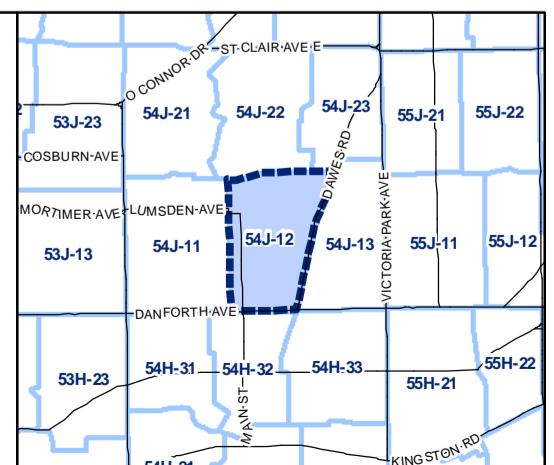 ST CLAIR AVE E
O CONNOR DR
54J-21
54J-22
54J-23
55J-21
55J-22
53J-23
COSBURN AVE
DAWES RD
VICTORIA PARK AVE
MORTIMER AVE
LUMSDEN AVE
53J-13
54J-11
54J-12
54J-13
55J-11
55J-12
DANFORTH AVE
54H-31
54H-32
54H-33
55H-22
53H-23
55H-21
MAIN ST
KINGSTON RD